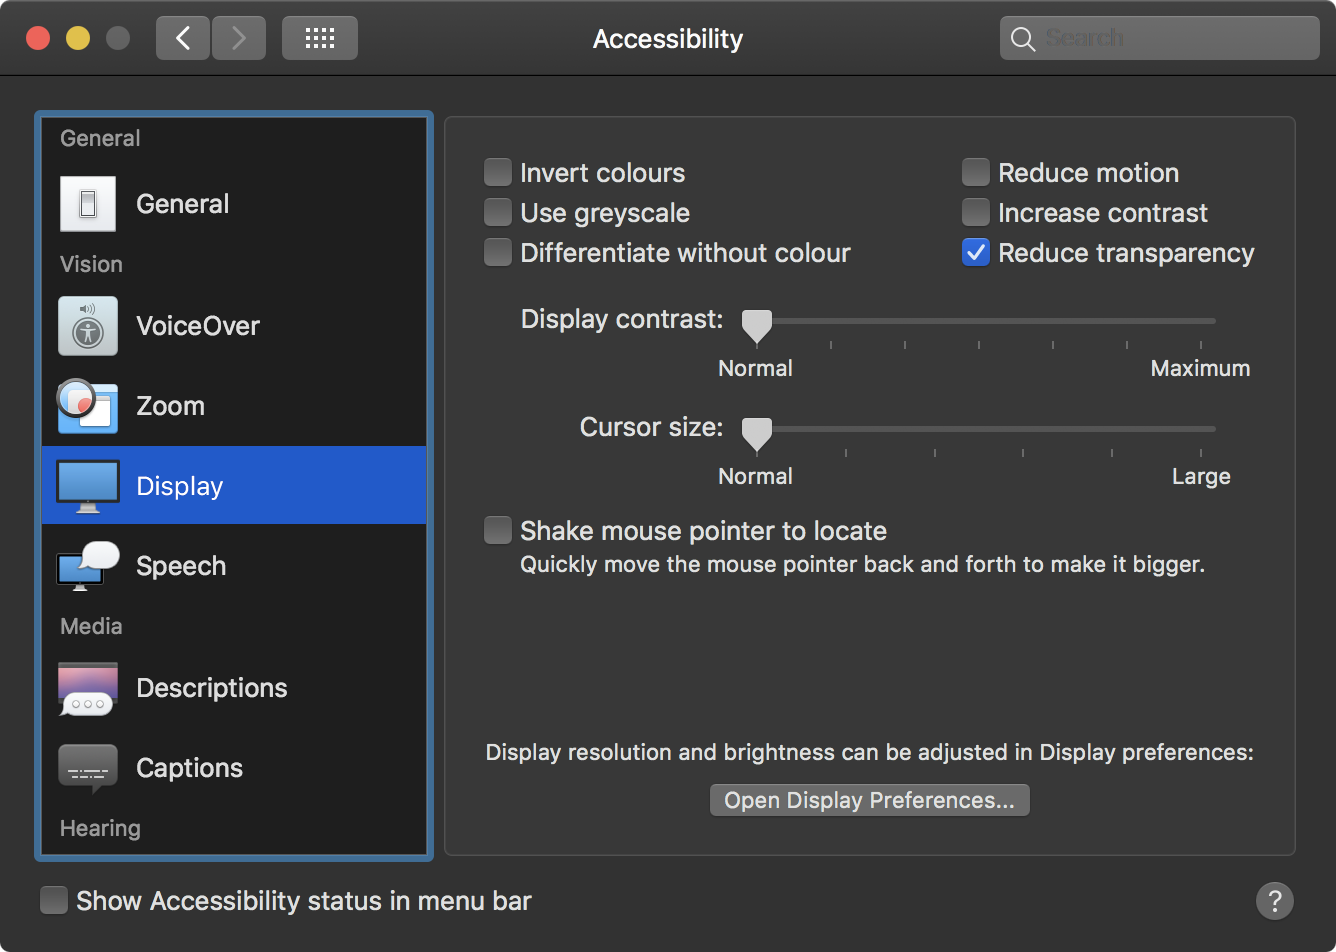 Accessibility
Search
General
General
Vision
VoiceOver
Zoom
Display
Speech
Media
Descriptions
Captions
Hearing
Invert colours
Use greyscale
Differentiate without colour
Reduce motion
Increase contrast
Reduce transparency
Display contrast:
Normal
Maximum
Cursor size:
Normal
Large
Shake mouse pointer to locate
Quickly move the mouse pointer back and forth to make it bigger.
Display resolution and brightness can be adjusted in Display preferences:
Open Display Preferences...
Show Accessibility status in menu bar
?